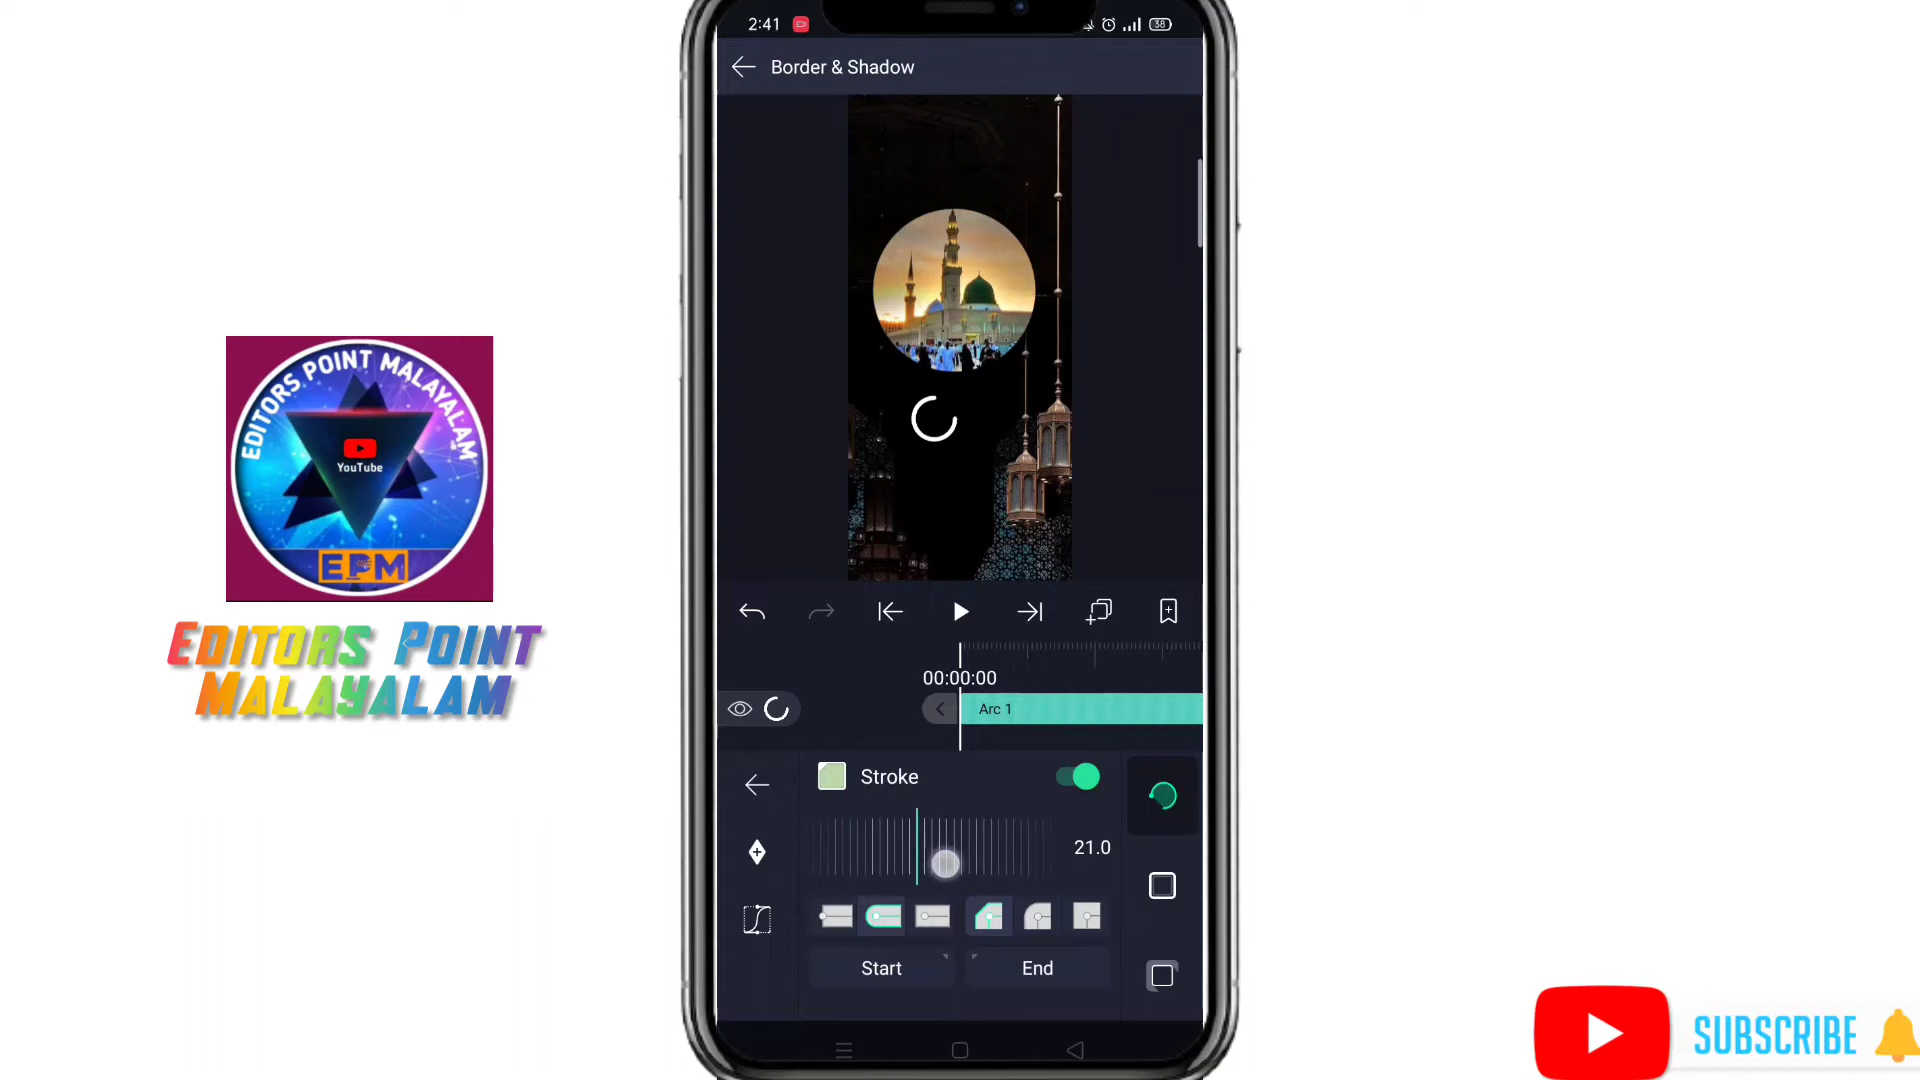 2:41
38
Border & Shadow
EDITORS POINT MALAYALAM
YouTube
EPM
EDITORS POINT
MALAYALAM
00:00:00
Arc 1
Stroke
21.0
Start
End
SUBSCRIBE